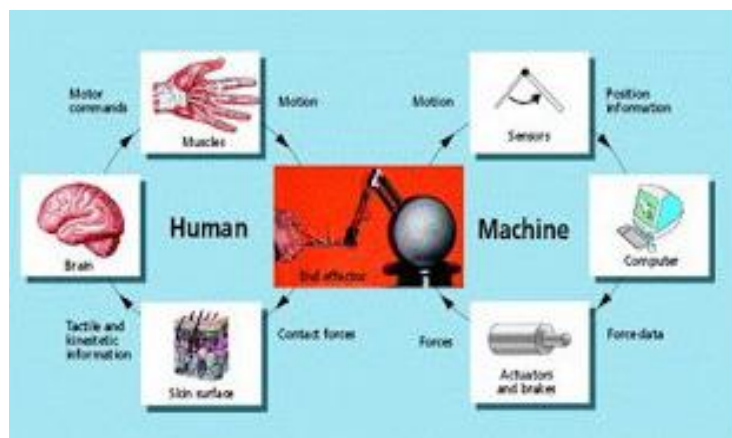 Motor
commands
Muscles
Motion
Motion
Sensors
Position
information
Brain
Human
End effector
Machine
Computer
Tactile and
kinestetic
information
Skin surface
Contact forces
Forces
Actuators
and brakes
Force data